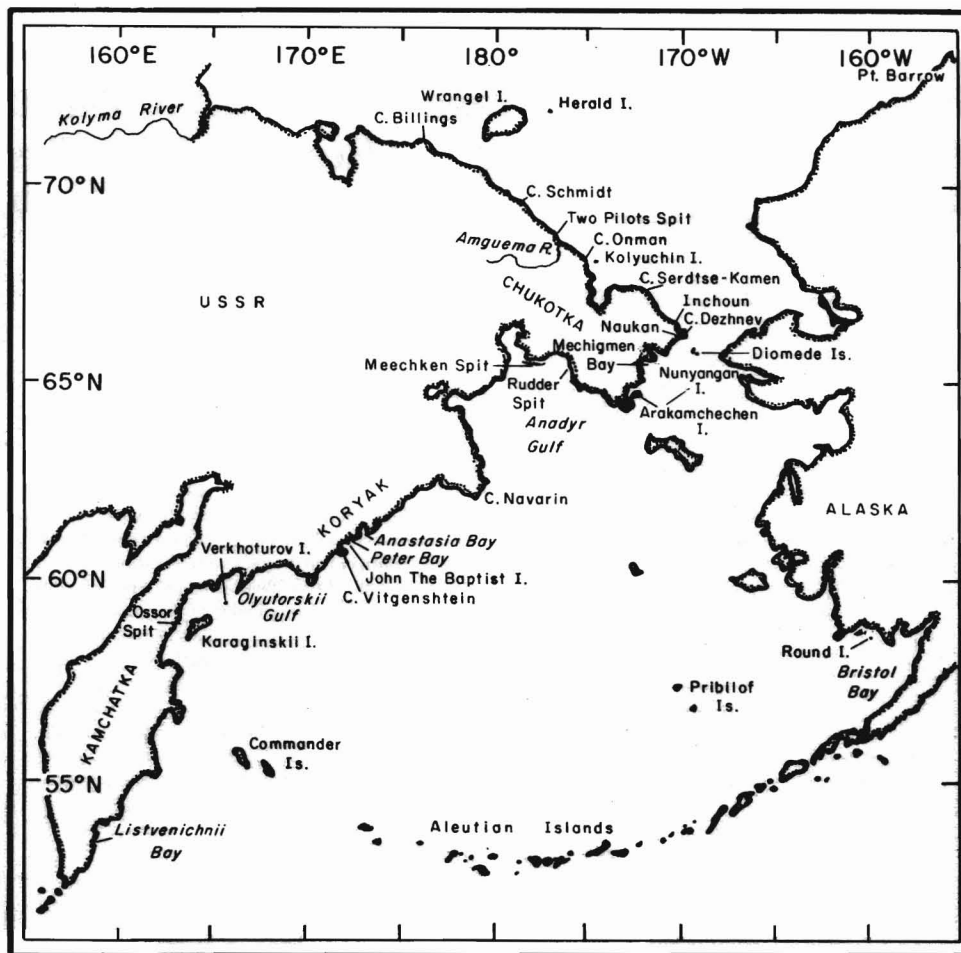 160°E 170°E 180°W 170°W 160°W
Pt. Barrow
Wrangel I.
Herald I.
Kolyma River
C. Billings
70°N
C. Schmidt
Two Pilots Spit
Amguema R.
C. Onman
Kolyuchin I.
C. Serdtse-Kamen
USSR
CHUKOTKA
Inchoun
Naukan
C. Dezhnev
Mechigmen
Bay
Diomede Is.
Meechken Spit
65°N
Rudder
Spit
Nunyangan
I.
Anadyr
Gulf
Arakamchechen
I.
C. Navarin
ALASKA
KORYAK
Anastasia Bay
Peter Bay
Verkhoturov I.
60°N
John The Baptist I.
Olyutorskii
Gulf
C. Vitgenshtein
Ossor
Spit
Karaginskii I.
Round I.
Bristol
Bay
KAMCHATKA
Pribilof
Is.
Commander
Is.
55°N
Listvenichnii
Bay
Aleutian Islands